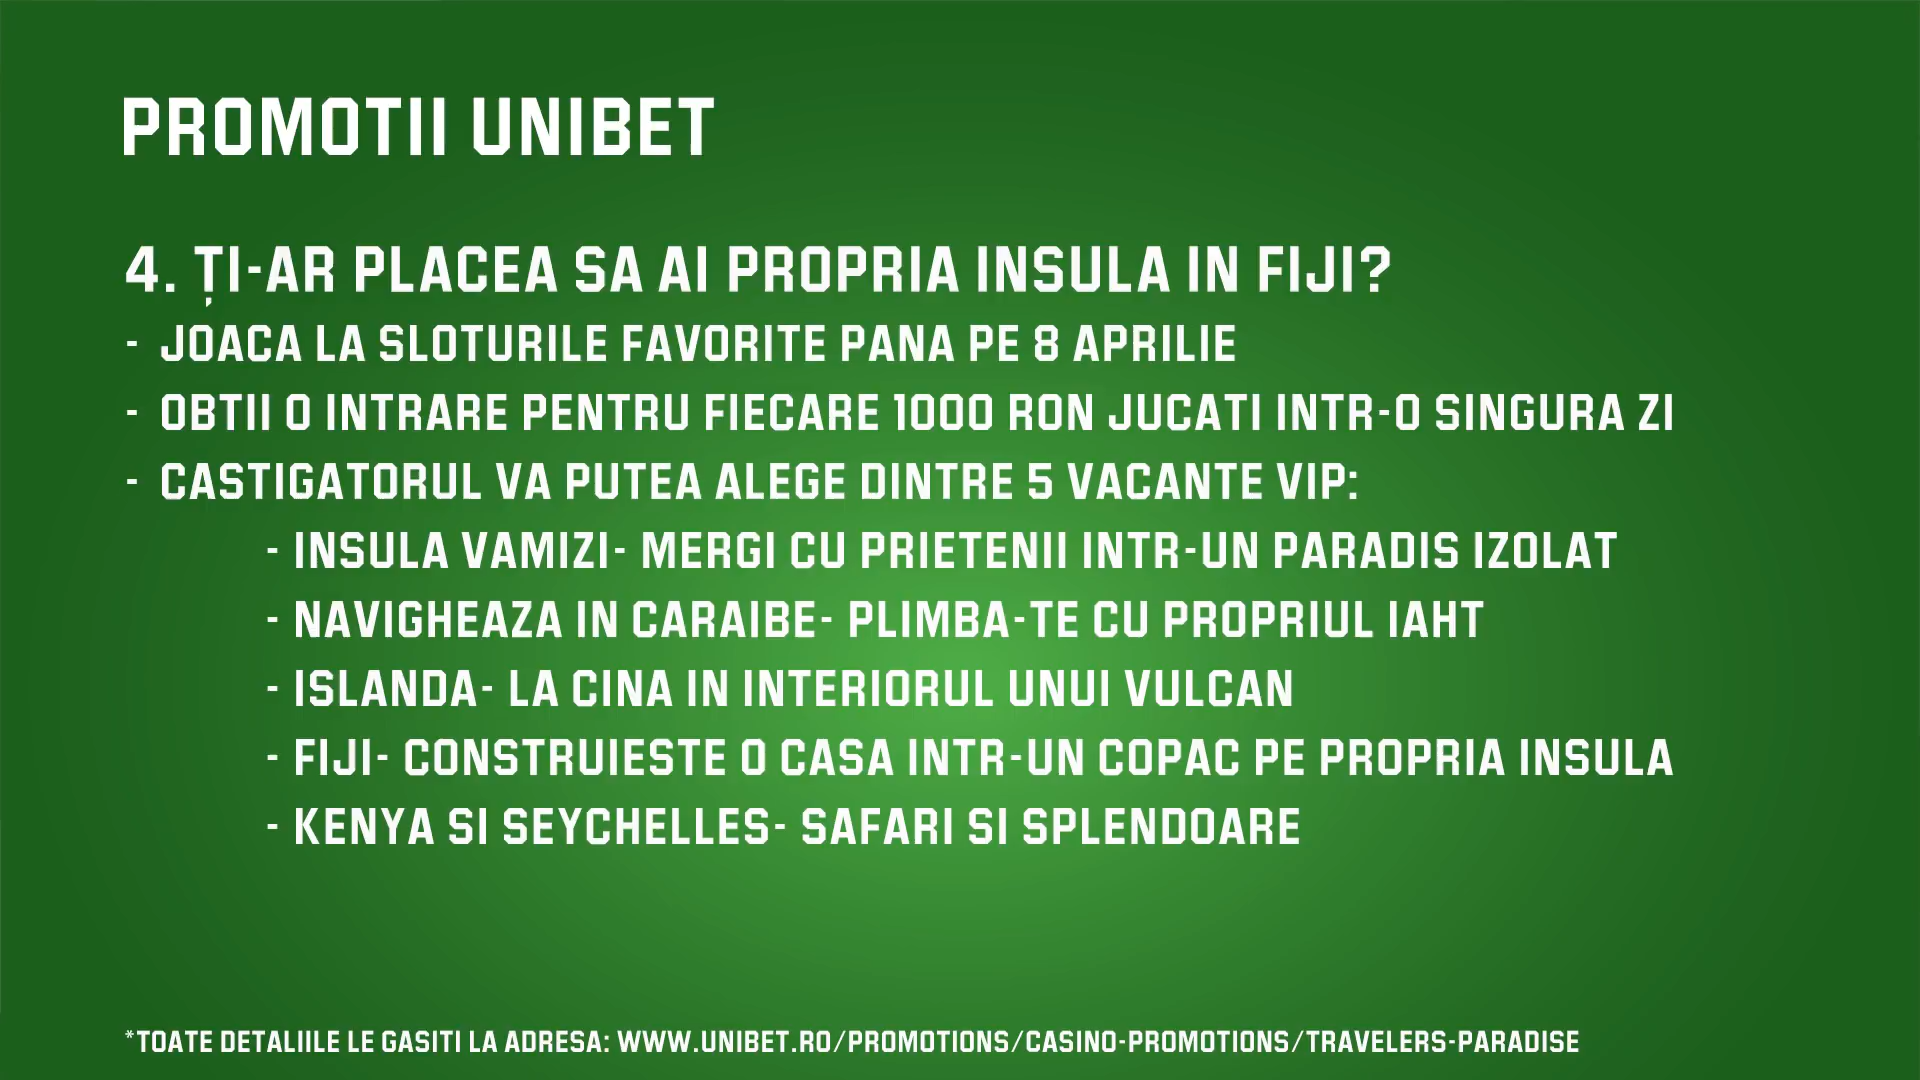 PROMOTII UNIBET
4. ȚI-AR PLACEA SA AI PROPRIA INSULA IN FIJI?
- JOACA LA SLOTURILE FAVORITE PANA PE 8 APRILIE
- OBTII O INTRARE PENTRU FIECARE 1000 RON JUCATI INTR-O SINGURA ZI
- CASTIGATORUL VA PUTEA ALEGE DINTRE 5 VACANTE VIP:
- INSULA VAMIZI- MERGI CU PRIETENII INTR-UN PARADIS IZOLAT
- NAVIGHEAZA IN CARAIBE- PLIMBA-TE CU PROPRIUL IAHT
- ISLANDA- LA CINA IN INTERIORUL UNUI VULCAN
- FIJI- CONSTRUIESTE O CASA INTR-UN COPAC PE PROPRIA INSULA
- KENYA SI SEYCHELLES- SAFARI SI SPLENDOARE
*TOATE DETALIILE LE GASITI LA ADRESA: WWW.UNIBET.RO/PROMOTIONS/CASINO-PROMOTIONS/TRAVELERS-PARADISE